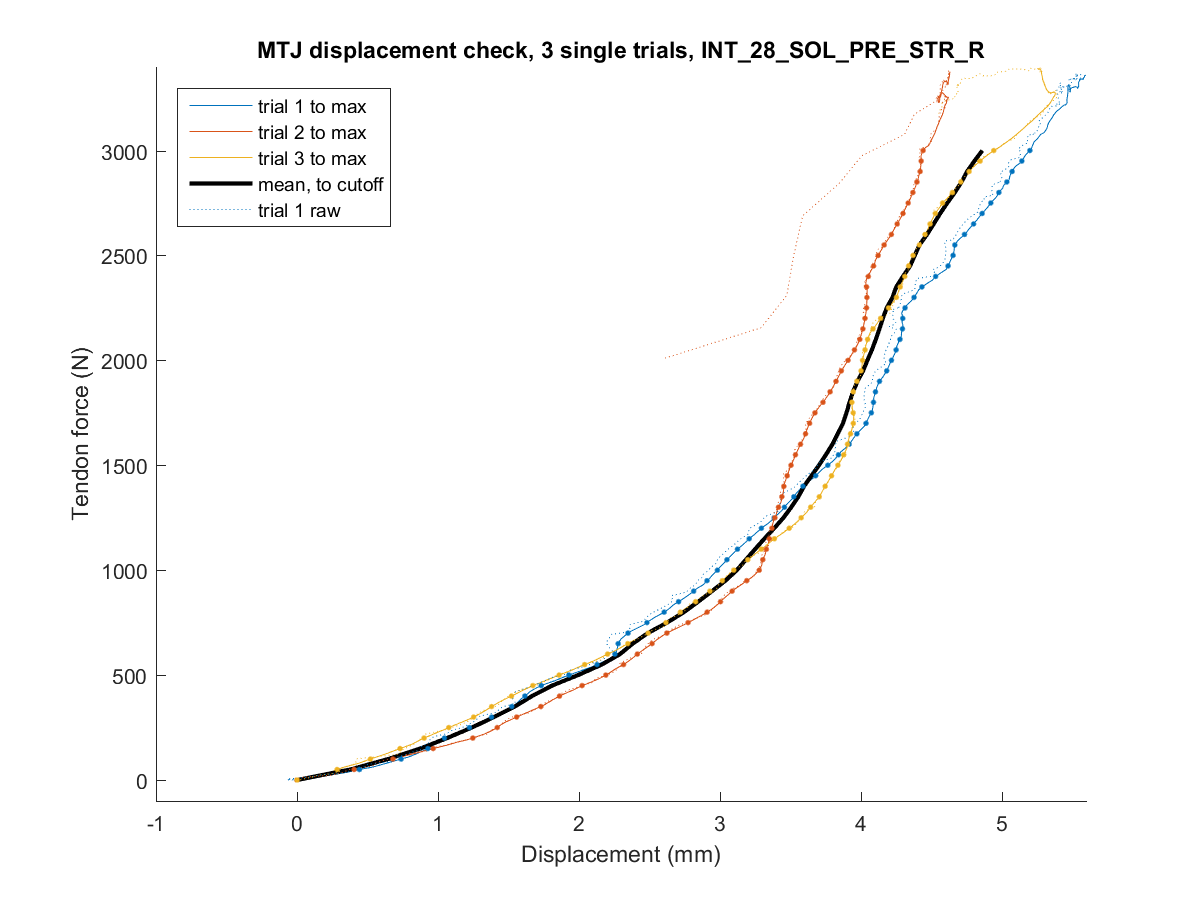 MTJ displacement check, 3 single trials, INT_28_SOL_PRE_STR_R
trial 1 to max
trial 2 to max
trial 3 to max
mean, to cutoff
trial 1 raw
3000
2500
2000
1500
1000
500
0
Tendon force (N)
-1 0 1 2 3 4 5
Displacement (mm)